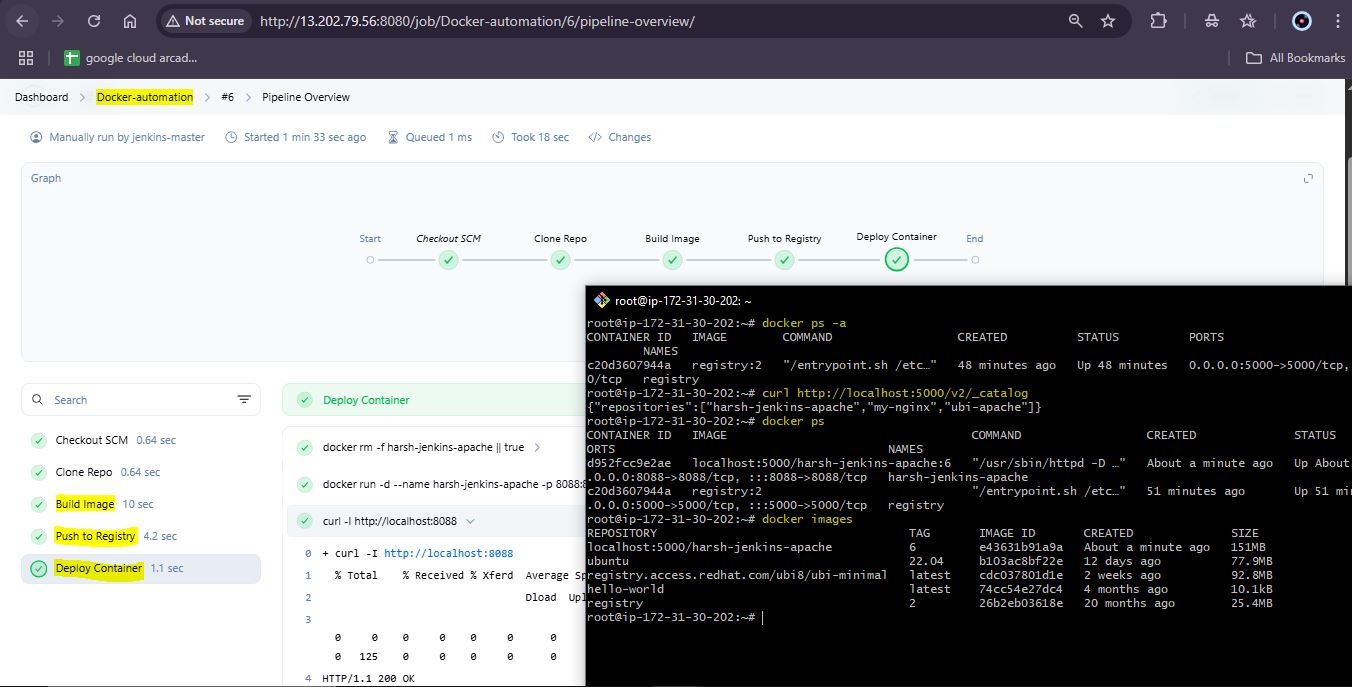 Not secure http://13.202.79.56:8080/job/Docker-automation/6/pipeline-overview/
google cloud arcad...
All Bookmarks
Dashboard > Docker-automation > #6 > Pipeline Overview
Manually run by jenkins-master Started 1 min 33 sec ago Queued 1 ms Took 18 sec Changes
Graph
Start Checkout SCM Clone Repo Build Image Push to Registry Deploy Container End
Search
Checkout SCM 0.64 sec
Clone Repo 0.64 sec
Build Image 10 sec
Push to Registry 4.2 sec
Deploy Container 1.1 sec
Deploy Container
docker rm -f harsh-jenkins-apache || true
docker run -d --name harsh-jenkins-apache -p 8088:8
curl -I http://localhost:8088
0 + curl -I http://localhost:8088
1 % Total % Received % Xferd Average Sp
2 Dload Upl
3
0 0 0 0 0 0
0 125 0 0 0 0
4 HTTP/1.1 200 OK
root@ip-172-31-30-202: ~
root@ip-172-31-30-202:~# docker ps -a
CONTAINER ID IMAGE COMMAND CREATED STATUS PORTS
NAMES
c20d3607944a registry:2 "/entrypoint.sh /etc…" 48 minutes ago Up 48 minutes 0.0.0.0:5000->5000/tcp,
0/tcp registry
root@ip-172-31-30-202:~# curl http://localhost:5000/v2/_catalog
{"repositories":["harsh-jenkins-apache","my-nginx","ubi-apache"]}
root@ip-172-31-30-202:~# docker ps
CONTAINER ID IMAGE COMMAND CREATED STATUS
ORTS NAMES
d952fcc9e2ae localhost:5000/harsh-jenkins-apache:6 "/usr/sbin/httpd -D …" About a minute ago Up About
.0.0.0:8088->8088/tcp, :::8088->8088/tcp harsh-jenkins-apache
c20d3607944a registry:2 "/entrypoint.sh /etc…" 51 minutes ago Up 51 mi
.0.0.0:5000->5000/tcp, :::5000->5000/tcp registry
root@ip-172-31-30-202:~# docker images
REPOSITORY TAG IMAGE ID CREATED SIZE
localhost:5000/harsh-jenkins-apache 6 e43631b91a9a About a minute ago 151MB
ubuntu 22.04 b103ac8bf22e 12 days ago 77.9MB
registry.access.redhat.com/ubi8/ubi-minimal latest cdc037801d1e 2 weeks ago 92.8MB
hello-world latest 74cc54e27dc4 4 months ago 10.1kB
registry 2 26b2eb03618e 20 months ago 25.4MB
root@ip-172-31-30-202:~#